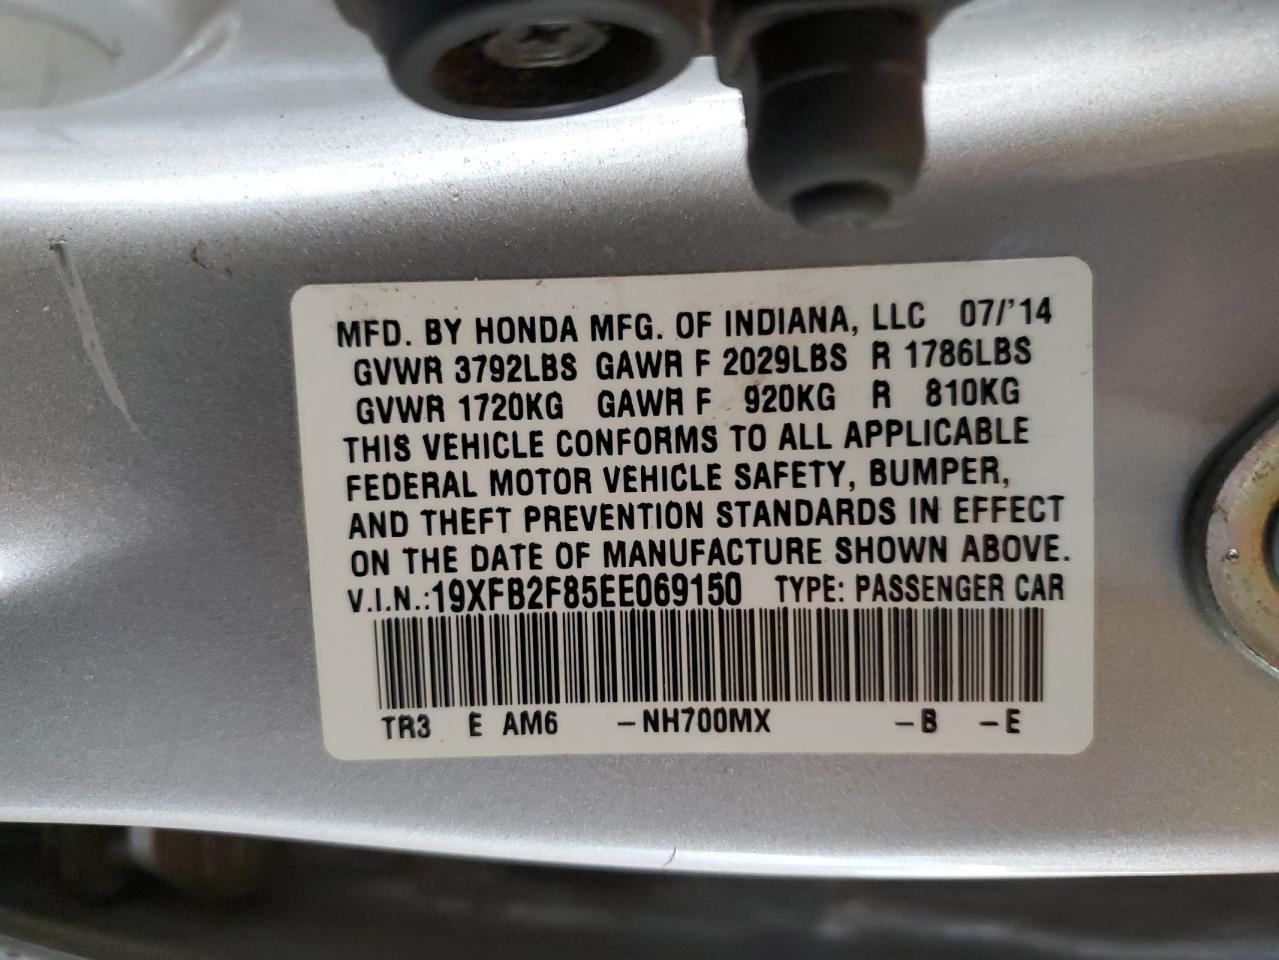 MFD. BY HONDA MFG. OF INDIANA, LLC 07/'14
GVWR 3792LBS GAWR F 2029LBS R 1786LBS
GVWR 1720KG GAWR F 920KG R 810KG
THIS VEHICLE CONFORMS TO ALL APPLICABLE
FEDERAL MOTOR VEHICLE SAFETY, BUMPER,
AND THEFT PREVENTION STANDARDS IN EFFECT
ON THE DATE OF MANUFACTURE SHOWN ABOVE.
V.I.N.:19XFB2F85EE069150 TYPE: PASSENGER CAR
TR3 E AM6 -NH700MX -B -E